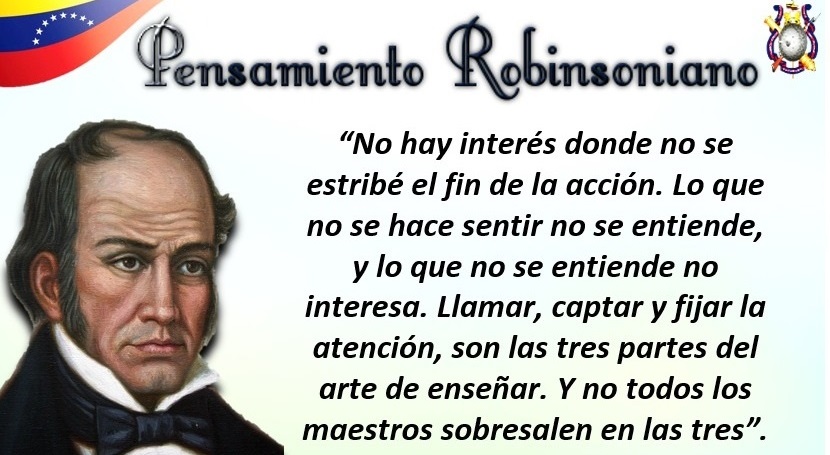 Pensamiento Robinsoniano
“No hay interés donde no se
estribé el fin de la acción. Lo que
no se hace sentir no se entiende,
y lo que no se entiende no
interesa. Llamar, captar y fijar la
atención, son las tres partes del
arte de enseñar. Y no todos los
maestros sobresalen en las tres”.